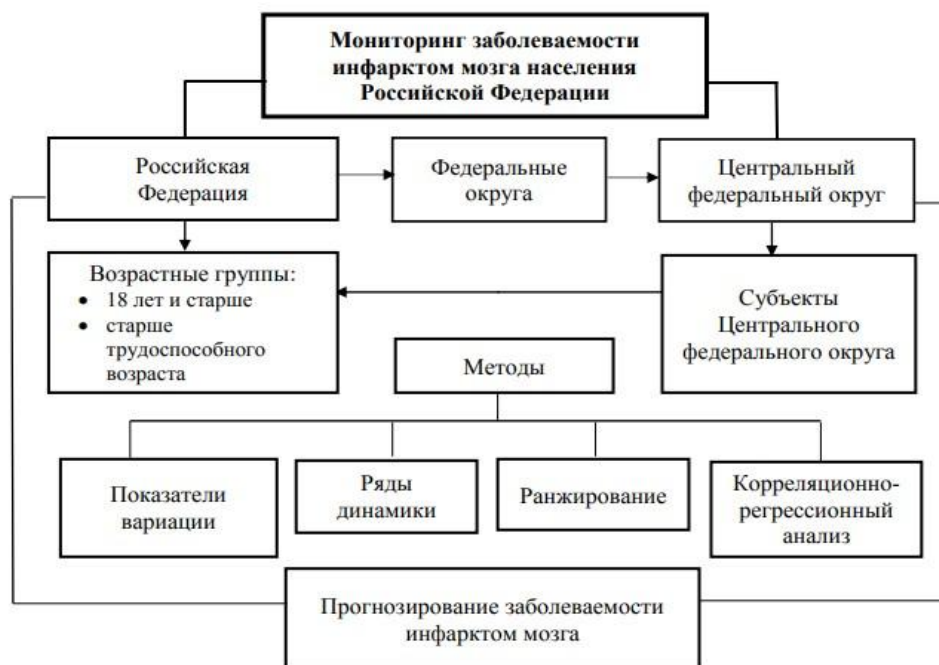 Мониторинг заболеваемости
инфарктом мозга населения
Российской Федерации
Российская
Федерация
Федеральные
округа
Центральный
федеральный округ
Возрастные группы:
• 18 лет и старше
• старше
трудоспособного
возраста
Субъекты
Центрального
федерального округа
Методы
Показатели
вариации
Ряды
динамики
Ранжирование
Корреляционно-
регрессионный
анализ
Прогнозирование заболеваемости
инфарктом мозга